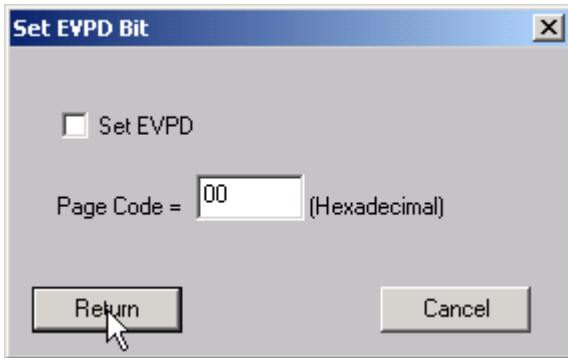 Set EVPD Bit
Set EVPD
Page Code = 00 (Hexadecimal)
Return Cancel